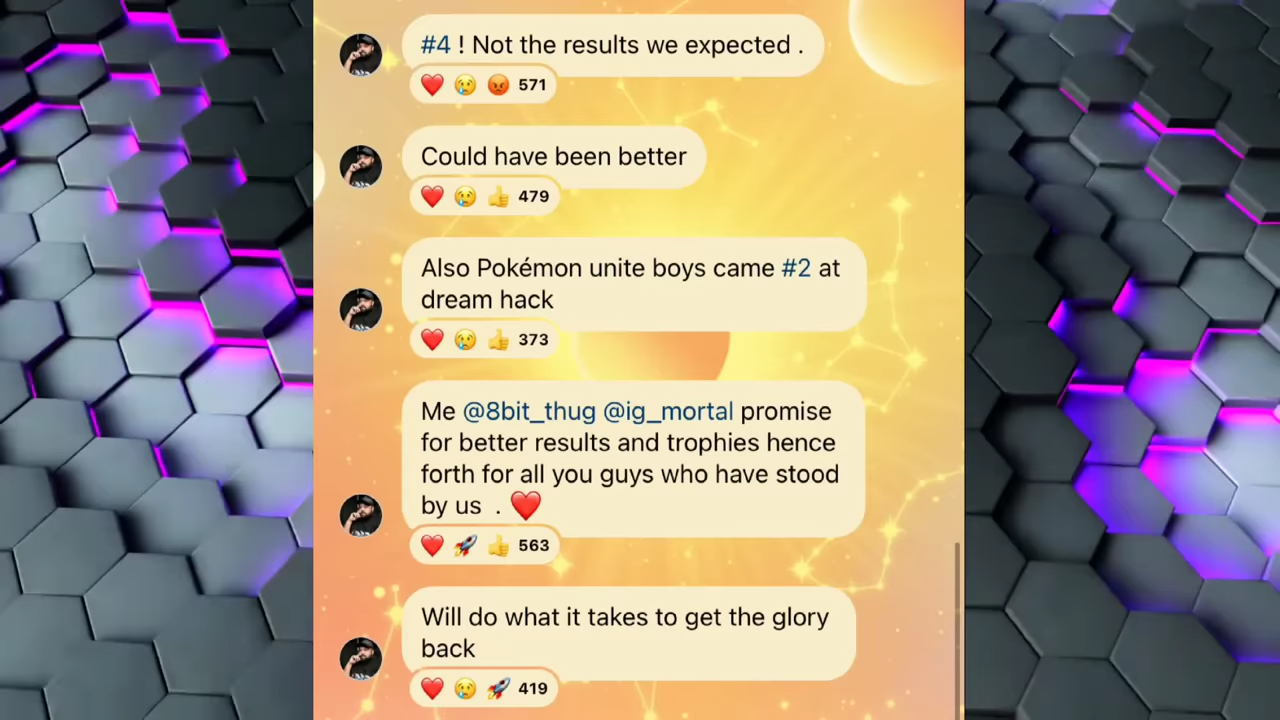 #4 ! Not the results we expected .
❤️ 😢 😡 571
Could have been better
❤️ 😢 👍 479
Also Pokémon unite boys came #2 at
dream hack
❤️ 😢 👍 373
Me @8bit_thug @ig_mortal promise
for better results and trophies hence
forth for all you guys who have stood
by us . ❤️
❤️ 🚀 👍 563
Will do what it takes to get the glory
back
❤️ 😢 🚀 419